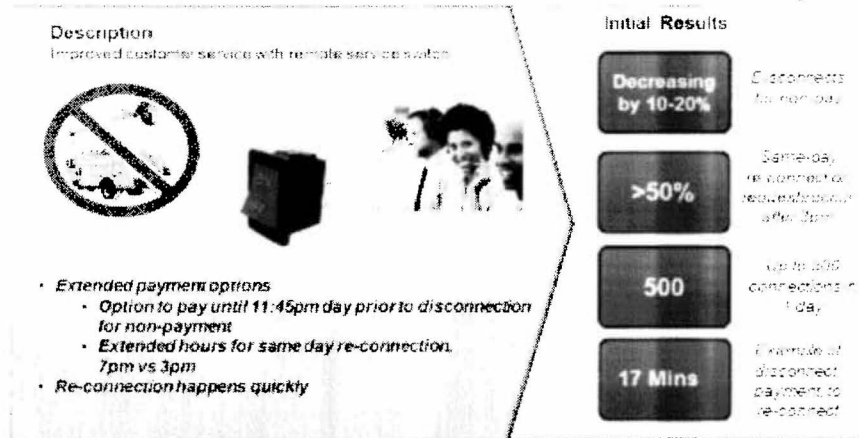 Description
Improved customer service with remote service switch
• Extended payment options
• Option to pay until 11:45pm day prior to disconnection
for non-payment
• Extended hours for same day re-connection,
7pm vs 3pm
• Re-connection happens quickly
Initial Results
Decreasing
by 10-20%
Disconnects
for non-pay
>50%
Same-day
re-connection
after 3pm
500
Up to 500
connections in
1 day
17 Mins
Example of
disconnect,
payment to
re-connect